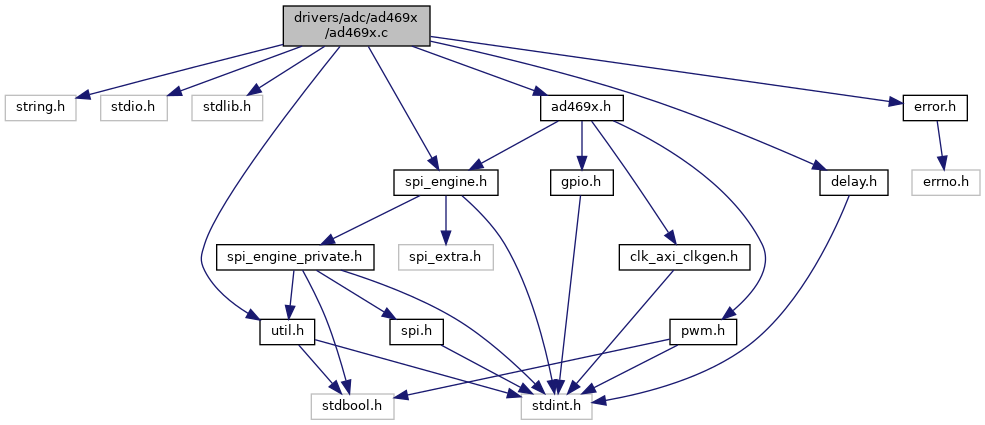 drivers/adc/ad469x
/ad469x.c
string.h
stdio.h
stdlib.h
ad469x.h
error.h
spi_engine.h
gpio.h
delay.h
errno.h
spi_engine_private.h
spi_extra.h
clk_axi_clkgen.h
util.h
spi.h
pwm.h
stdbool.h
stdint.h